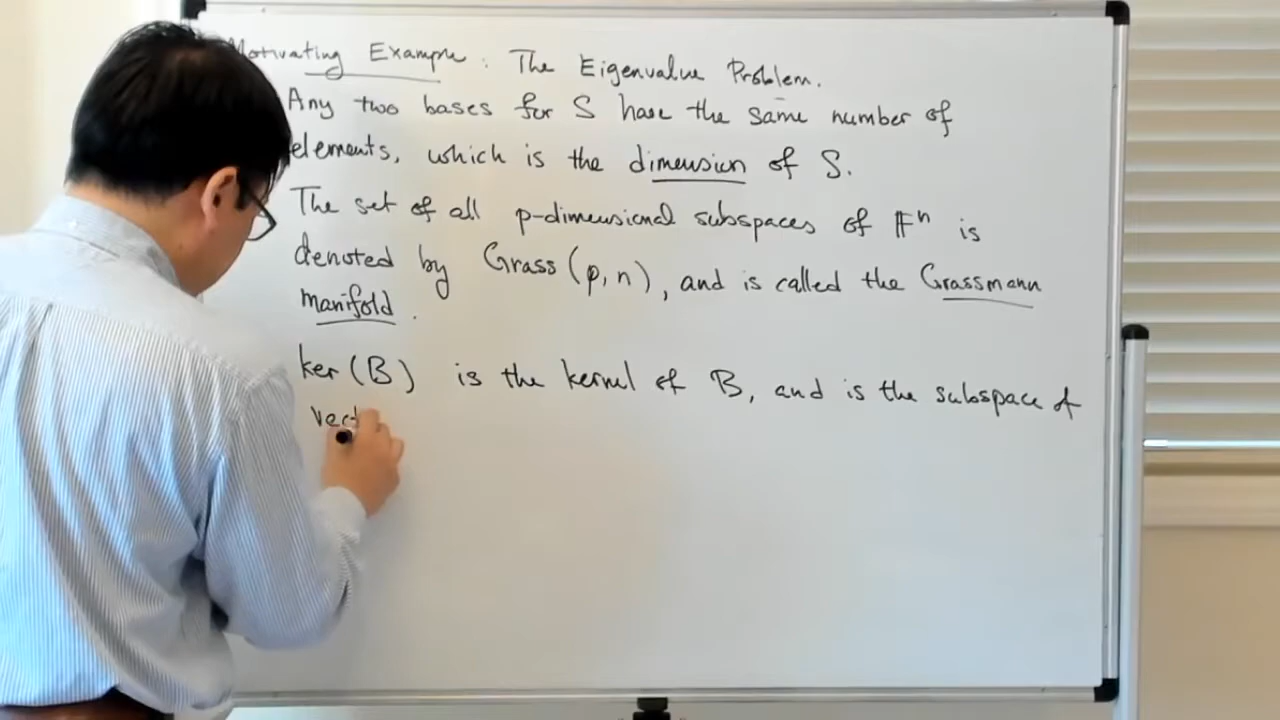 Motivating Example : The Eigenvalue Problem.
Any two bases for S have the same number of
elements, which is the dimension of S.
The set of all p-dimensional subspaces of 𝔽ⁿ is
denoted by Grass(p, n), and is called the Grassmann
manifold.
ker(B) is the kernel of B, and is the subspace of
vect